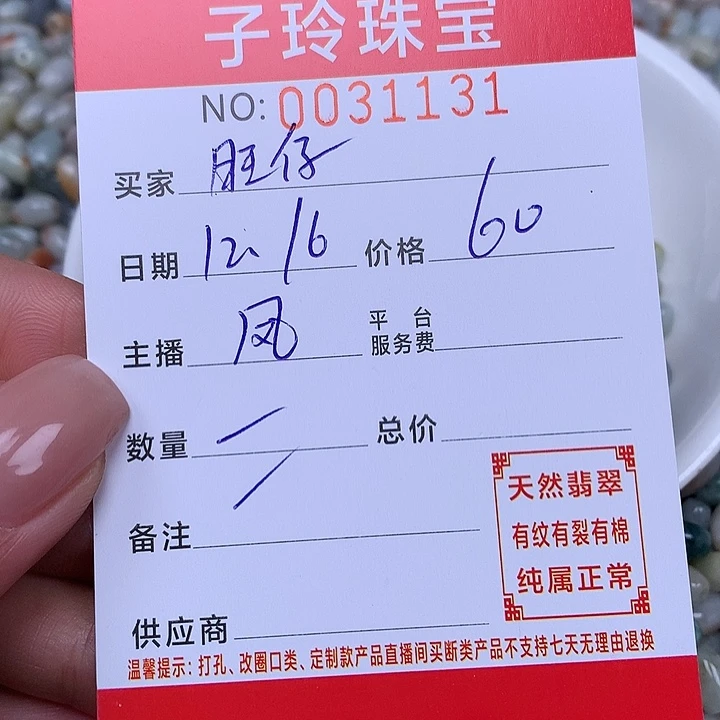 子玲珠宝
NO: 0031131
买家 旺仔
日期 12.16 价格 60
主播 凤 平台服务费
数量 一 总价
备注
供应商
天然翡翠
有纹有裂有棉
纯属正常
温馨提示：打孔、改圈口类、定制款产品直播间买断类产品不支持七天无理由退换